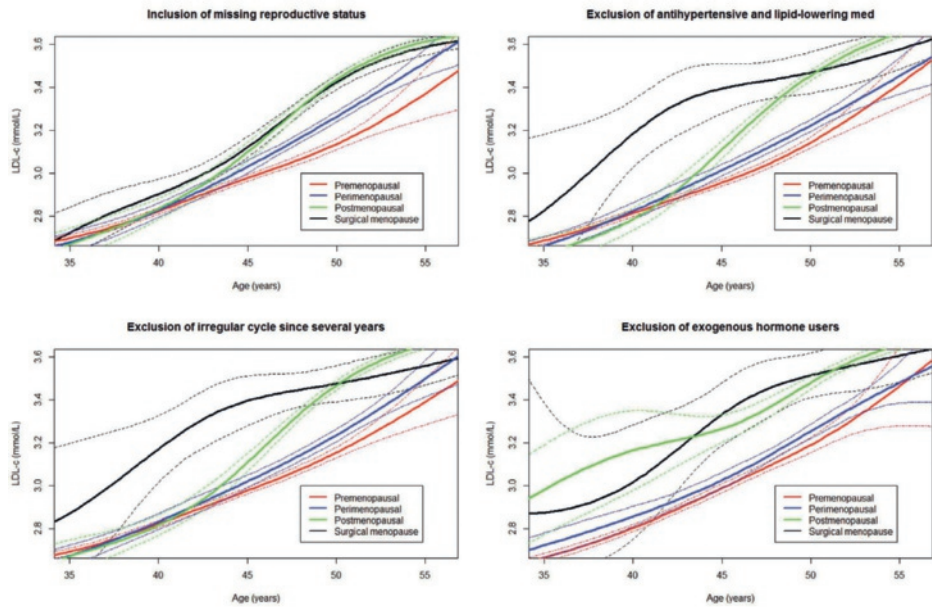 Inclusion of missing reproductive status
LDL-c (mmol/L)
3.6
3.4
3.2
3.0
2.8
Premenopausal
Perimenopausal
Postmenopausal
Surgical menopause
35 40 45 50 55
Age (years)
Exclusion of antihypertensive and lipid-lowering med
LDL-c (mmol/L)
3.6
3.4
3.2
3.0
2.8
Premenopausal
Perimenopausal
Postmenopausal
Surgical menopause
35 40 45 50 55
Age (years)
Exclusion of irregular cycle since several years
LDL-c (mmol/L)
3.6
3.4
3.2
3.0
2.8
Premenopausal
Perimenopausal
Postmenopausal
Surgical menopause
35 40 45 50 55
Age (years)
Exclusion of exogenous hormone users
LDL-c (mmol/L)
3.6
3.4
3.2
3.0
2.8
Premenopausal
Perimenopausal
Postmenopausal
Surgical menopause
35 40 45 50 55
Age (years)